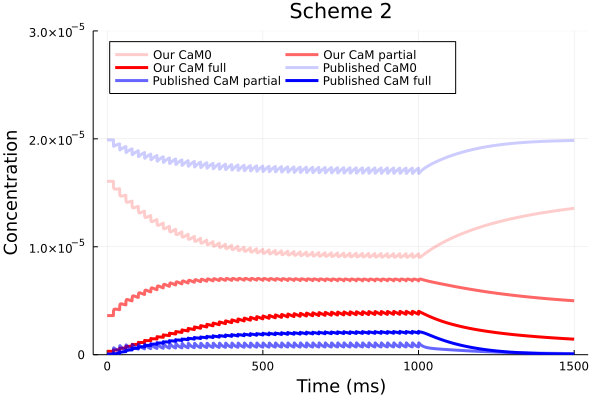 Scheme 2
3.0×10⁻⁵
Our CaM0 Our CaM partial
Our CaM full Published CaM0
Published CaM partial Published CaM full
2.0×10⁻⁵
Concentration
1.0×10⁻⁵
0
0 500 1000 1500
Time (ms)